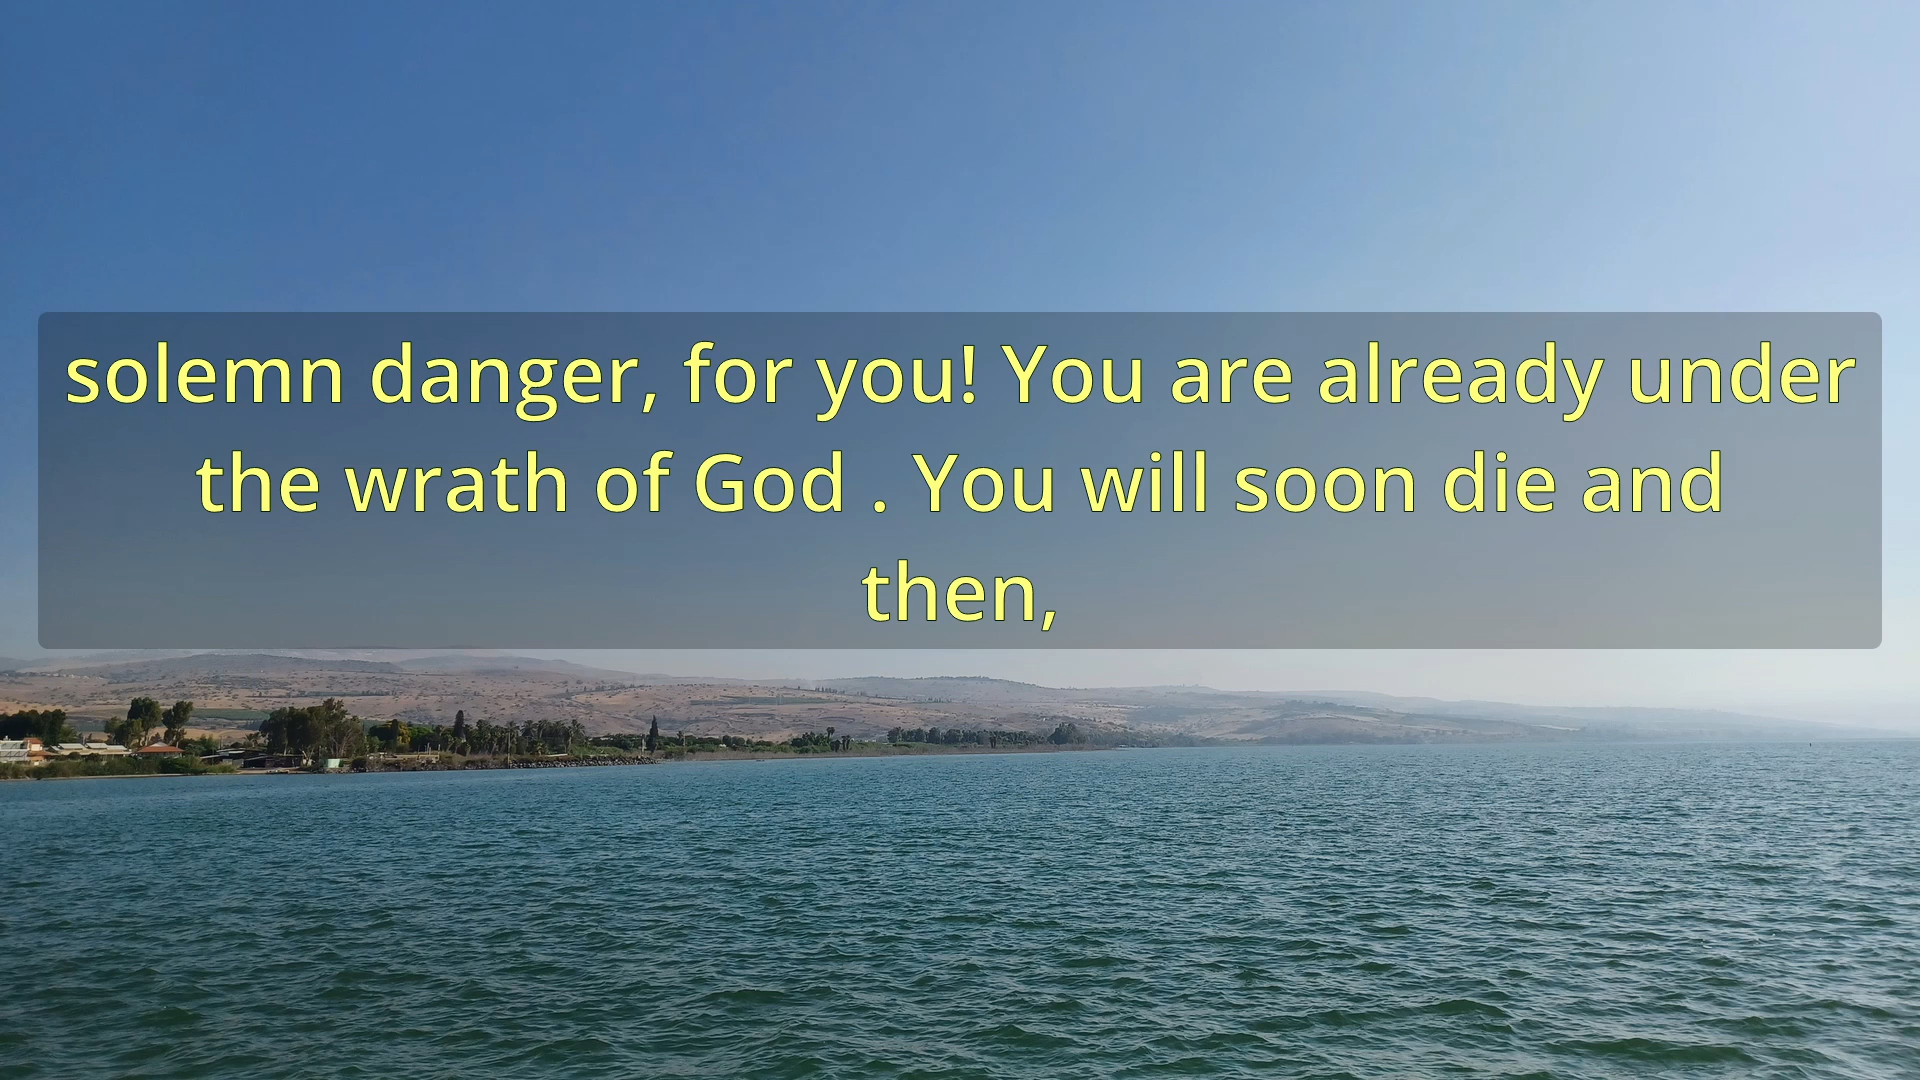 solemn danger, for you! You are already under
the wrath of God . You will soon die and
then,